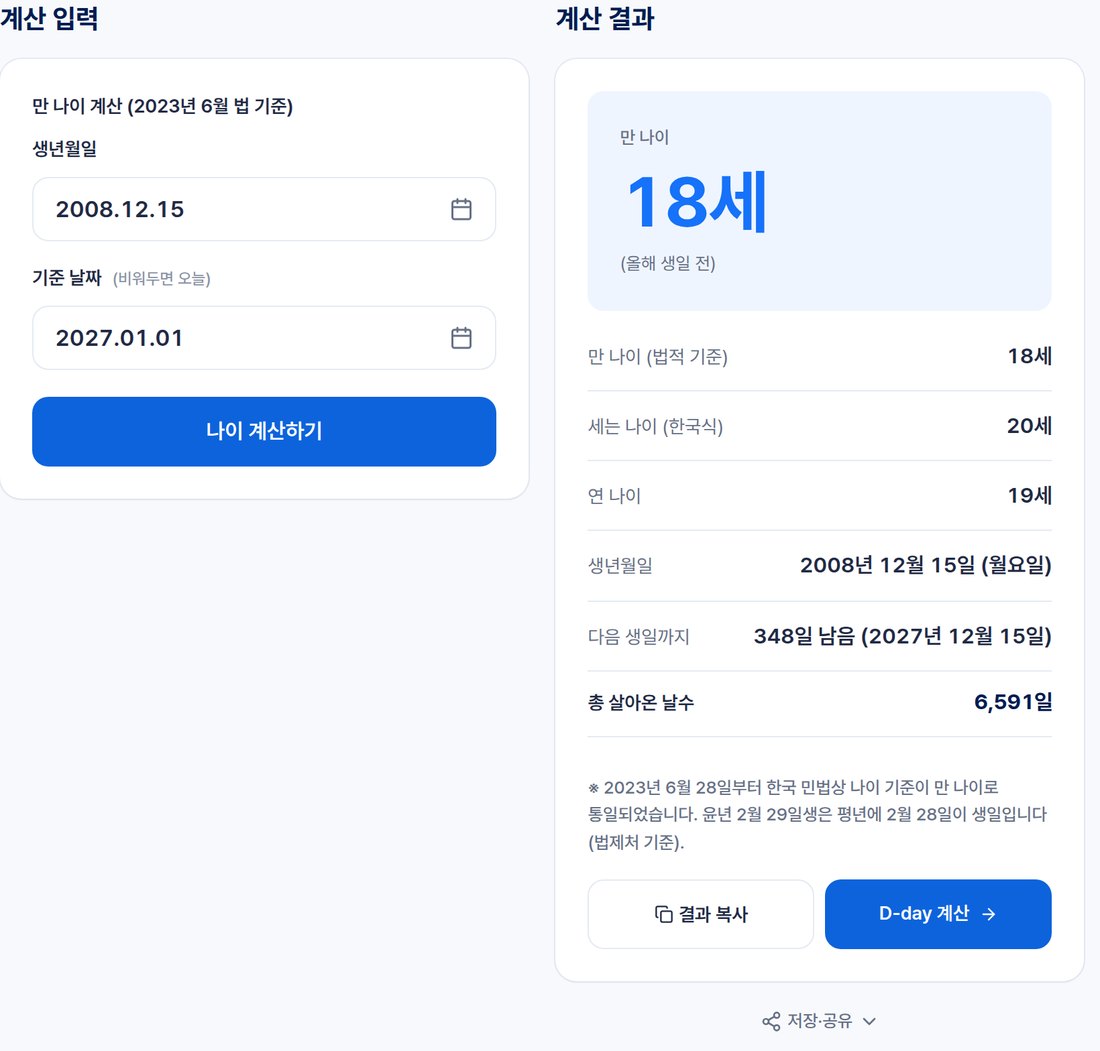 계산 입력
만 나이 계산 (2023년 6월 법 기준)
생년월일
2008.12.15
기준 날짜 (비워두면 오늘)
2027.01.01
나이 계산하기
계산 결과
만 나이
18세
(올해 생일 전)
만 나이 (법적 기준) 18세
세는 나이 (한국식) 20세
연 나이 19세
생년월일 2008년 12월 15일 (월요일)
다음 생일까지 348일 남음 (2027년 12월 15일)
총 살아온 날수 6,591일
※ 2023년 6월 28일부터 한국 민법상 나이 기준이 만 나이로
통일되었습니다. 윤년 2월 29일생은 평년에 2월 28일이 생일입니다
(법제처 기준).
결과 복사
D-day 계산 →
저장·공유